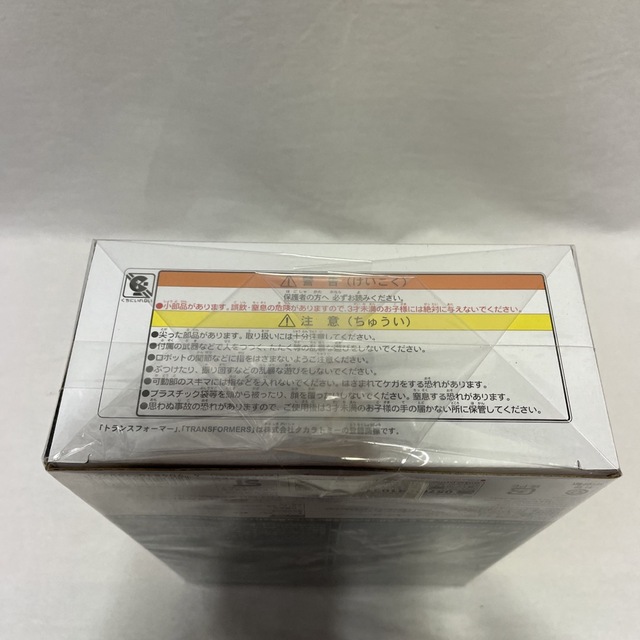 警告（けいこく）
保護者の方へ 必ずお読みください。
●小部品があります。誤飲・窒息の危険がありますので、3才未満のお子様には絶対に与えないでください。
くちにいれない
注意（ちゅうい）
●尖った部品があります。取り扱いには十分注意してください。
●付属の武器などで人を しないでください。
●ロボットの関節などに指をはさまないようご注意ください。
●ぶつけたり、振り回すなどの乱暴な遊びをしないでください。
●可動部のスキマには指などを入れないでください。はさまれてケガをする恐れがあります。
●プラスチック袋等を頭から被ったり、顔を覆ったりしないでください。窒息する恐れがあります。
●思わぬ事故の恐れがありますので、ご使用後は3才未満のお子様の手の届かない所に保管してください。
「トランスフォーマー」、「TRANSFORMERS」は株式会社タカラトミーの登録商標です。